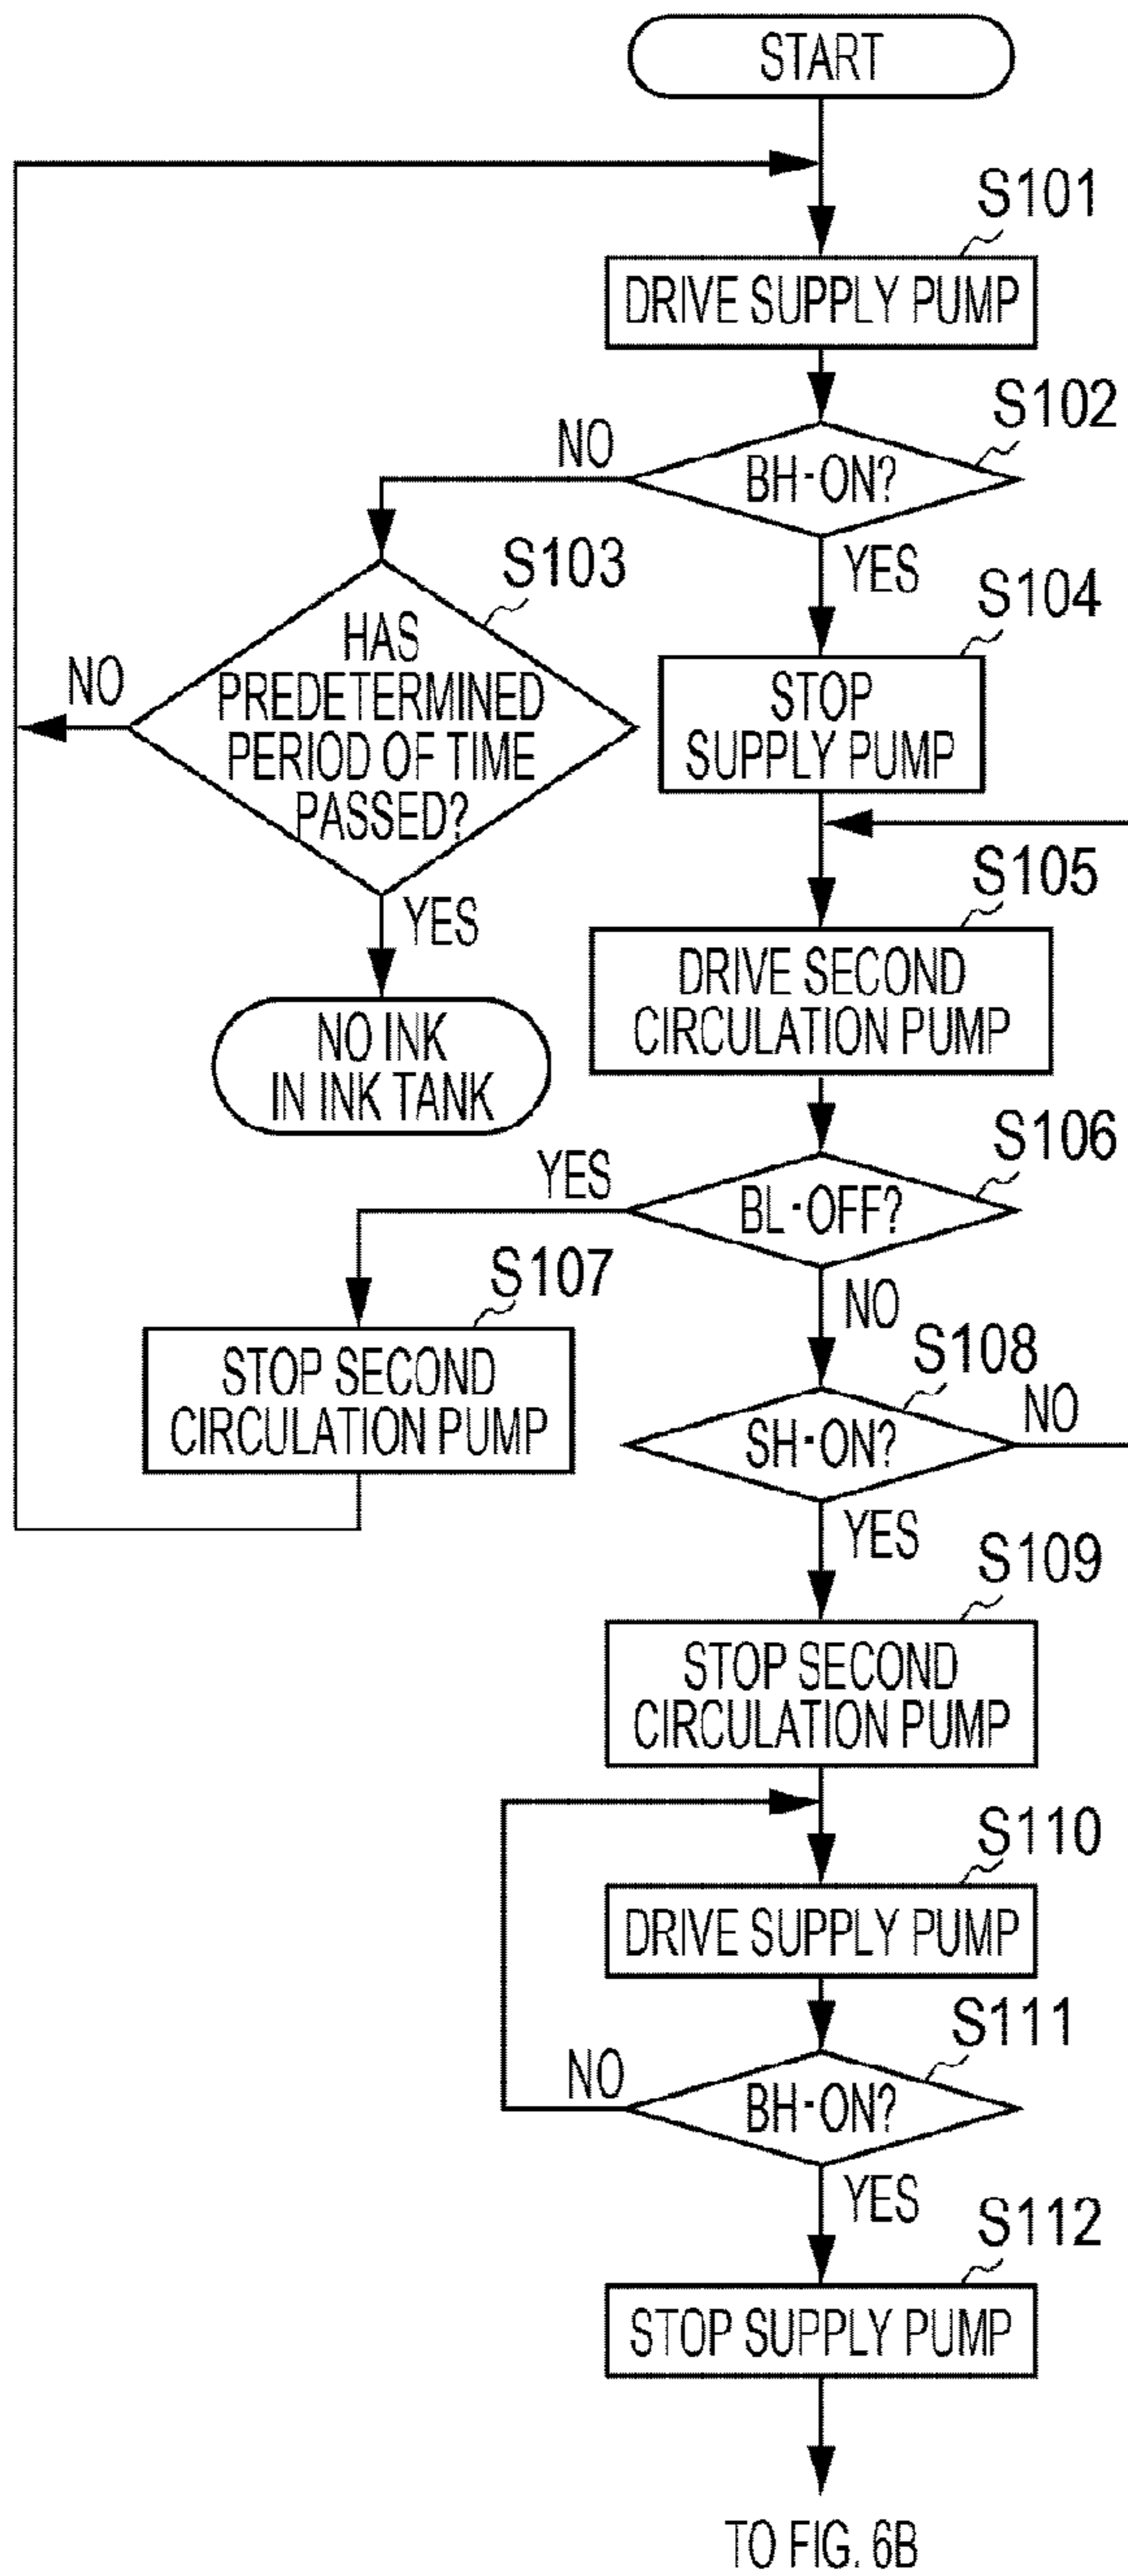 START
S101
DRIVE SUPPLY PUMP
S102
NO
BH-ON?
YES
S103
HAS
PREDETERMINED
PERIOD OF TIME
PASSED?
NO
YES
NO INK
IN INK TANK
S104
STOP
SUPPLY PUMP
S105
DRIVE SECOND
CIRCULATION PUMP
S106
YES
BL-OFF?
NO
S107
STOP SECOND
CIRCULATION PUMP
S108
SH-ON?
NO
YES
S109
STOP SECOND
CIRCULATION PUMP
S110
DRIVE SUPPLY PUMP
S111
NO
BH-ON?
YES
S112
STOP SUPPLY PUMP
TO FIG. 6B